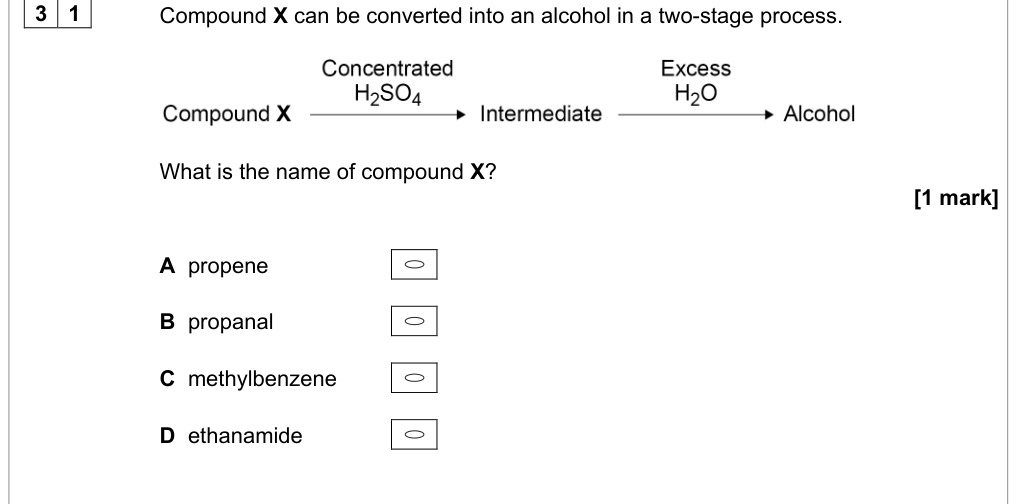 3 1 Compound X can be converted into an alcohol in a two-stage process.
Concentrated Excess
H₂SO₄ H₂O
Compound X Intermediate Alcohol
What is the name of compound X?
[1 mark]
A propene
B propanal
C methylbenzene
D ethanamide